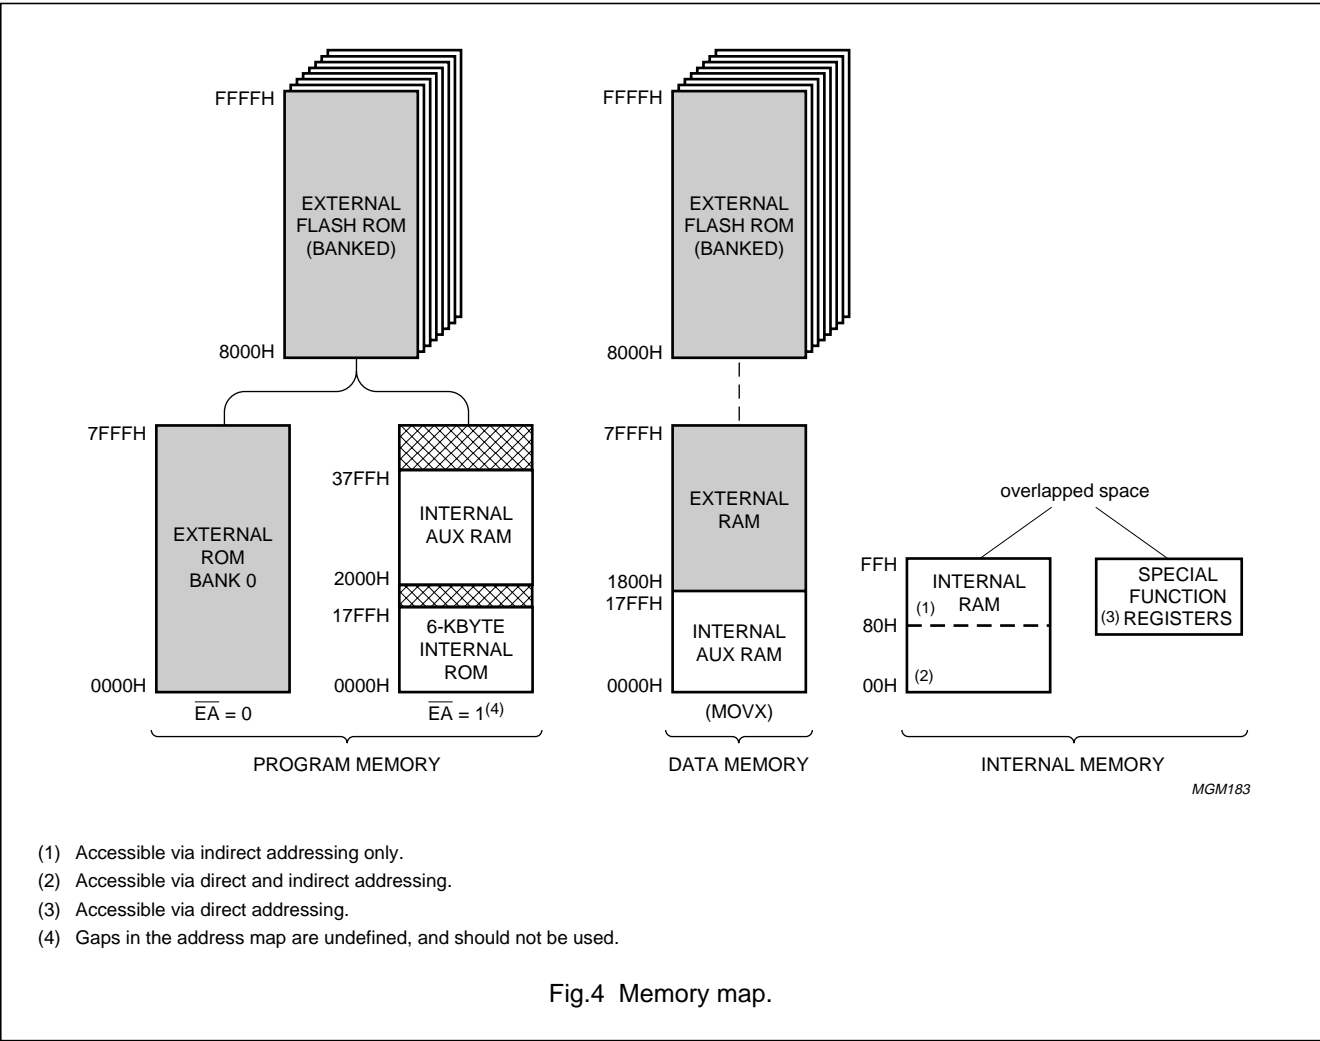 FFFFH
EXTERNAL
FLASH ROM
(BANKED)
8000H
FFFFH
EXTERNAL
FLASH ROM
(BANKED)
8000H
7FFFH
EXTERNAL
ROM
BANK 0
0000H
EA = 0
37FFH
INTERNAL
AUX RAM
2000H
17FFH
6-KBYTE
INTERNAL
ROM
0000H
EA = 1(4)
PROGRAM MEMORY
7FFFH
EXTERNAL
RAM
1800H
17FFH
INTERNAL
AUX RAM
0000H
(MOVX)
DATA MEMORY
overlapped space
FFH
INTERNAL
RAM
(1)
80H
(2)
00H
SPECIAL
FUNCTION
(3) REGISTERS
INTERNAL MEMORY
MGM183
(1) Accessible via indirect addressing only.
(2) Accessible via direct and indirect addressing.
(3) Accessible via direct addressing.
(4) Gaps in the address map are undefined, and should not be used.
Fig.4 Memory map.